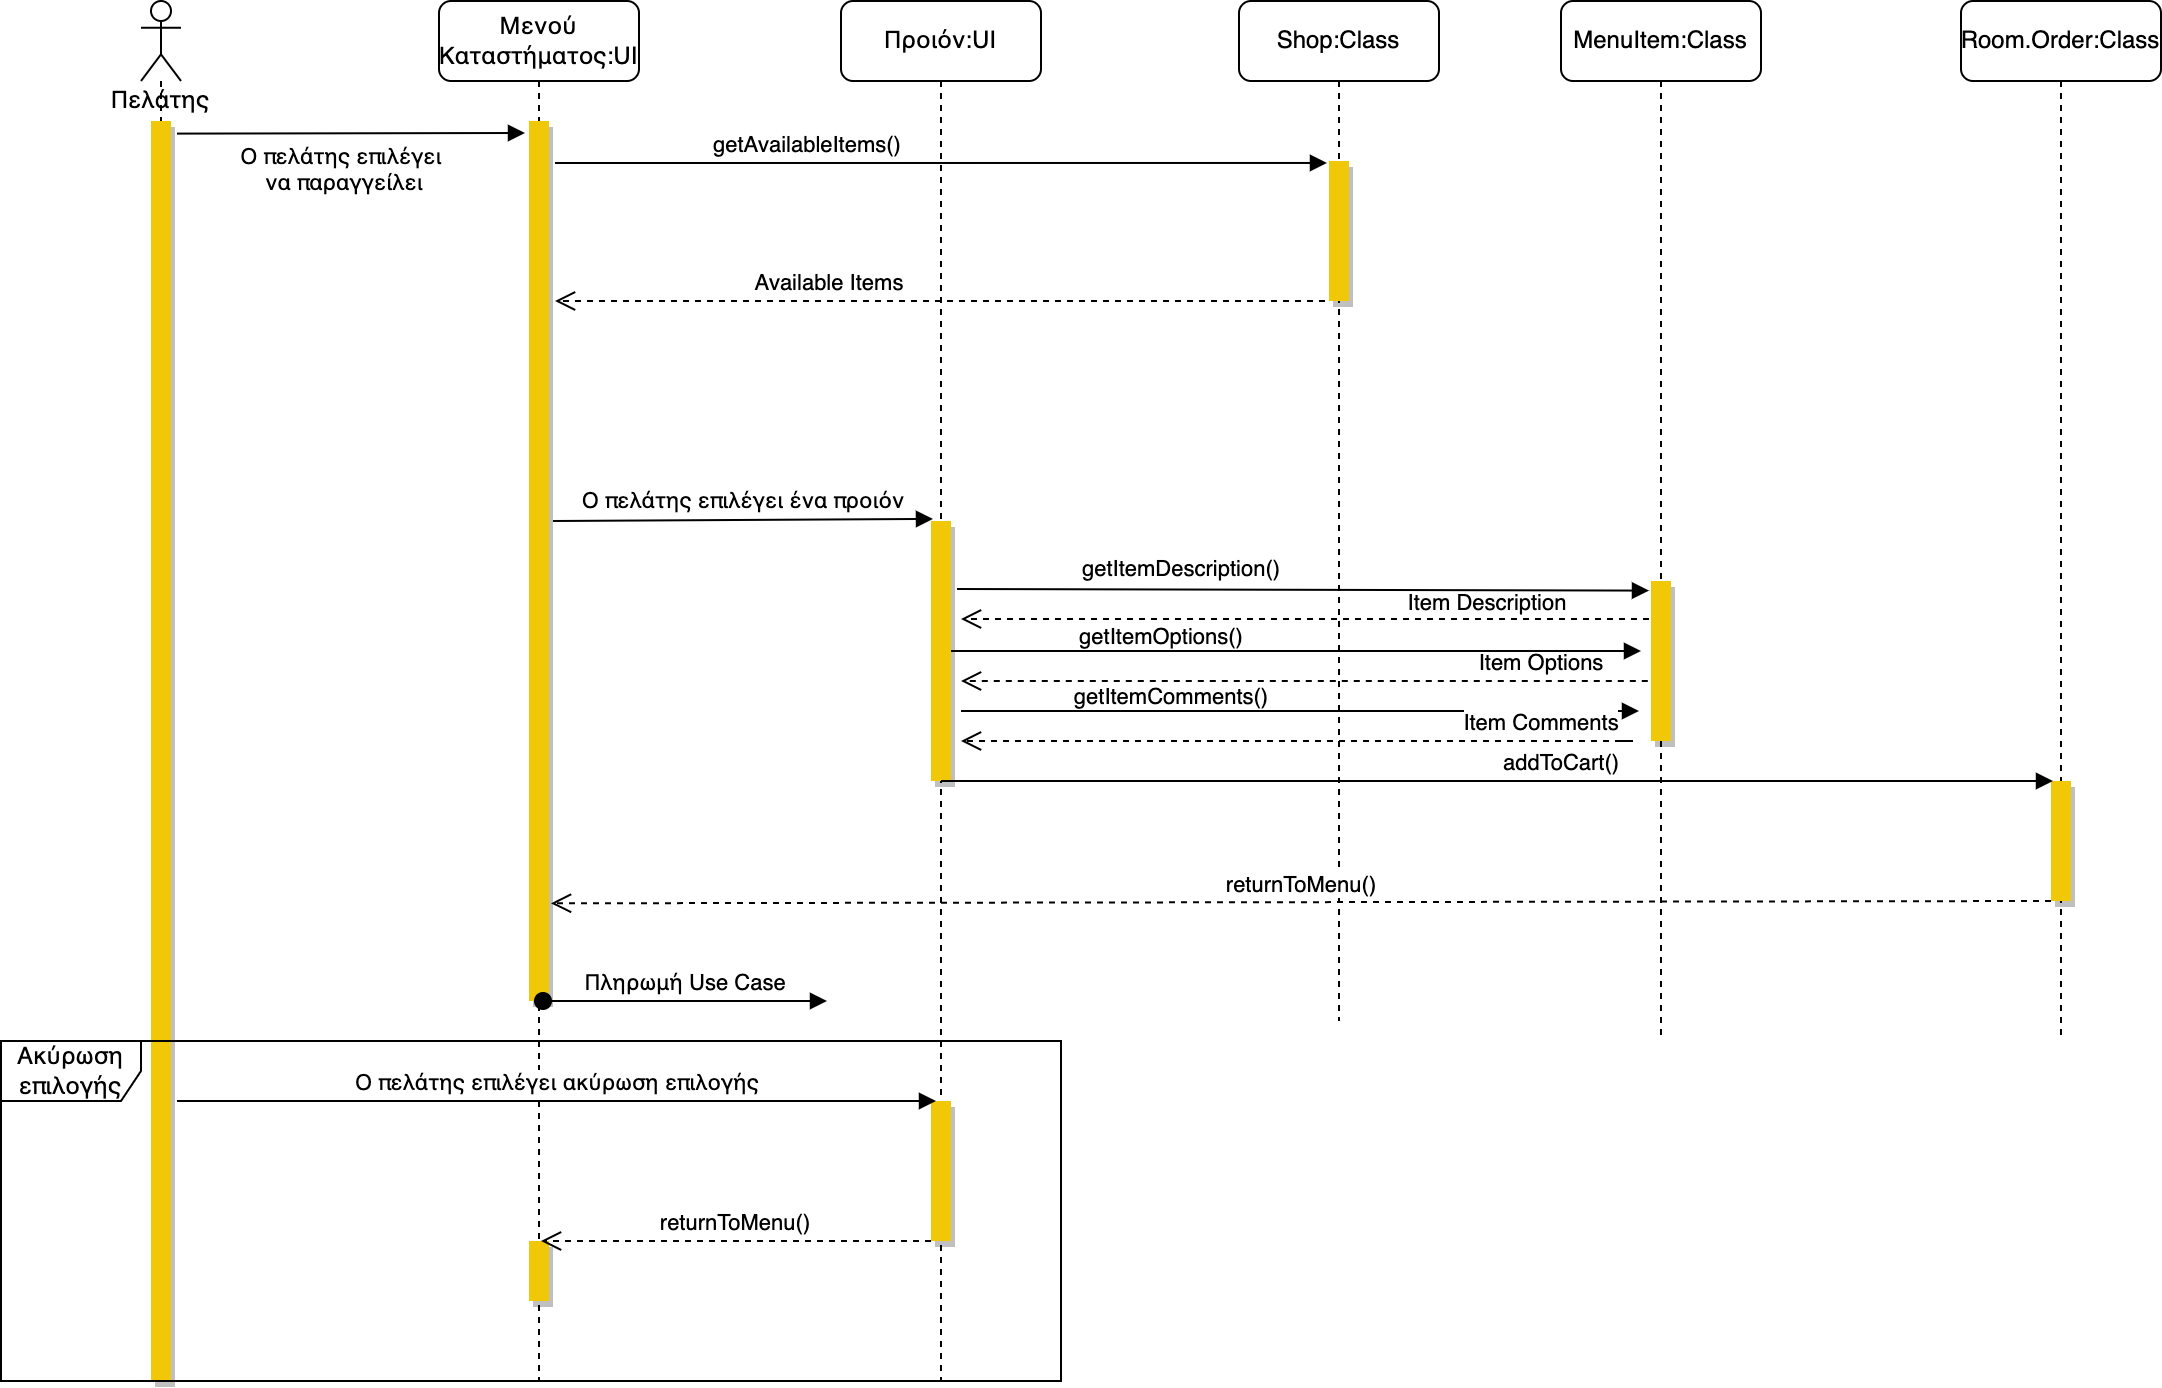 Μενού
Καταστήματος:UI
Προιόν:UI
Shop:Class
MenuItem:Class
Room.Order:Class
Πελάτης
Ο πελάτης επιλέγει
να παραγγείλει
getAvailableItems()
Available Items
Ο πελάτης επιλέγει ένα προιόν
getItemDescription()
Item Description
getItemOptions()
Item Options
getItemComments()
Item Comments
addToCart()
returnToMenu()
Πληρωμή Use Case
Ακύρωση
επιλογής
Ο πελάτης επιλέγει ακύρωση επιλογής
returnToMenu()